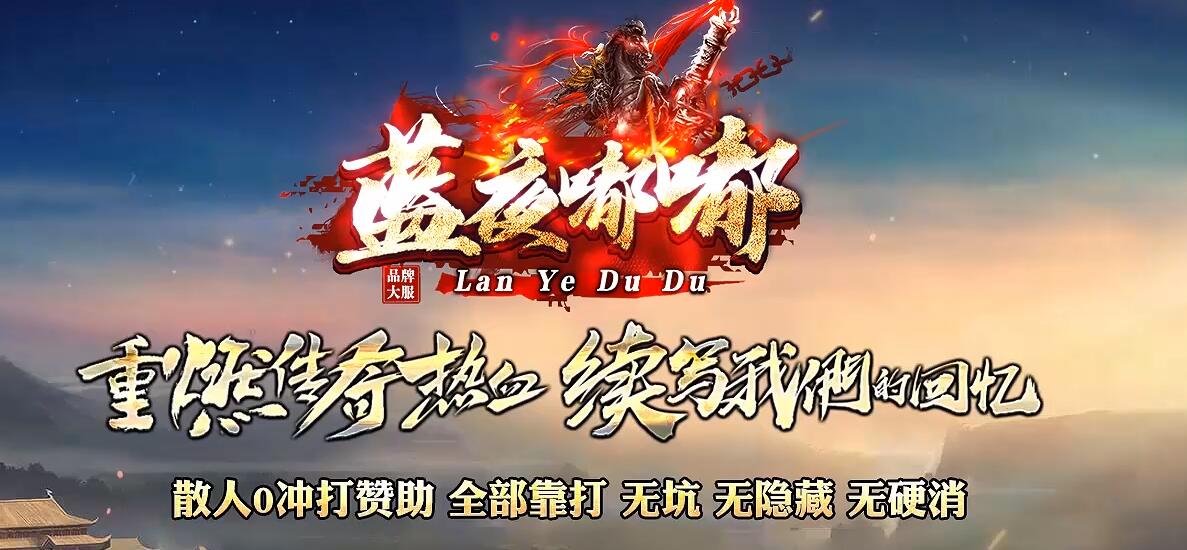 蓝夜嘟嘟
品牌
大服
Lan Ye Du Du
重燃传奇热血 续写我們的回忆
散人0冲打赞助 全部靠打 无坑 无隐藏 无硬消